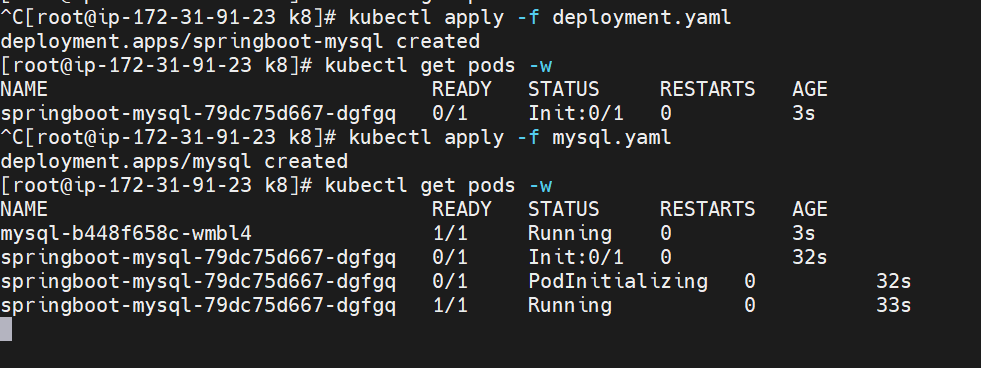 ^C[root@ip-172-31-91-23 k8]# kubectl apply -f deployment.yaml
deployment.apps/springboot-mysql created
[root@ip-172-31-91-23 k8]# kubectl get pods -w
NAME                                READY   STATUS     RESTARTS   AGE
springboot-mysql-79dc75d667-dgfgq   0/1     Init:0/1   0          3s
^C[root@ip-172-31-91-23 k8]# kubectl apply -f mysql.yaml
deployment.apps/mysql created
[root@ip-172-31-91-23 k8]# kubectl get pods -w
NAME                                READY   STATUS     RESTARTS   AGE
mysql-b448f658c-wmbl4               1/1     Running    0          3s
springboot-mysql-79dc75d667-dgfgq   0/1     Init:0/1   0          32s
springboot-mysql-79dc75d667-dgfgq   0/1     PodInitializing   0          32s
springboot-mysql-79dc75d667-dgfgq   1/1     Running           0          33s